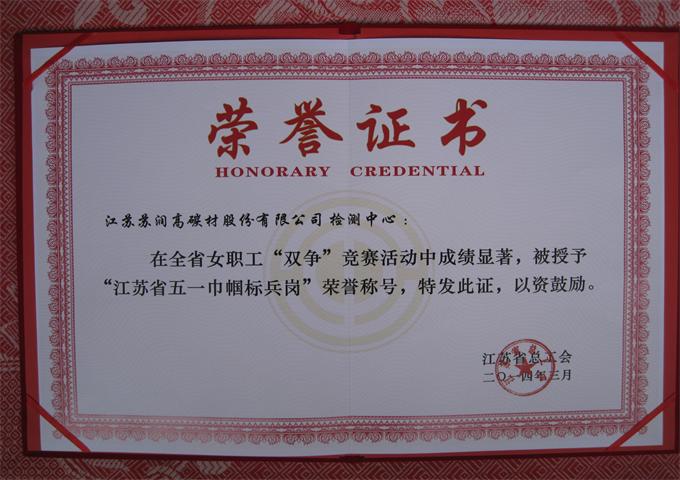 荣誉证书
HONORARY CREDENTIAL
江苏苏润高碳材股份有限公司检测中心：
在全省女职工“双争”竞赛活动中成绩显著，被授予
“江苏省五一巾帼标兵岗”荣誉称号，特发此证，以资鼓励。
江苏省总工会
二〇一四年三月